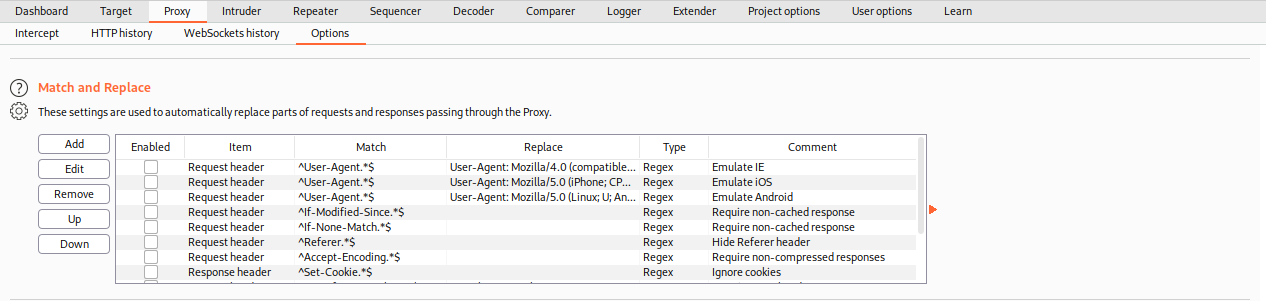 Dashboard Target Proxy Intruder Repeater Sequencer Decoder Comparer Logger Extender Project options User options Learn
Intercept HTTP history WebSockets history Options
? Match and Replace
These settings are used to automatically replace parts of requests and responses passing through the Proxy.
Add
Edit
Remove
Up
Down
Enabled Item Match Replace Type Comment
Request header ^User-Agent.*$ User-Agent: Mozilla/4.0 (compatible... Regex Emulate IE
Request header ^User-Agent.*$ User-Agent: Mozilla/5.0 (iPhone; CP... Regex Emulate iOS
Request header ^User-Agent.*$ User-Agent: Mozilla/5.0 (Linux; U; An... Regex Emulate Android
Request header ^If-Modified-Since.*$ Regex Require non-cached response
Request header ^If-None-Match.*$ Regex Require non-cached response
Request header ^Referer.*$ Regex Hide Referer header
Request header ^Accept-Encoding.*$ Regex Require non-compressed responses
Response header ^Set-Cookie.*$ Regex Ignore cookies